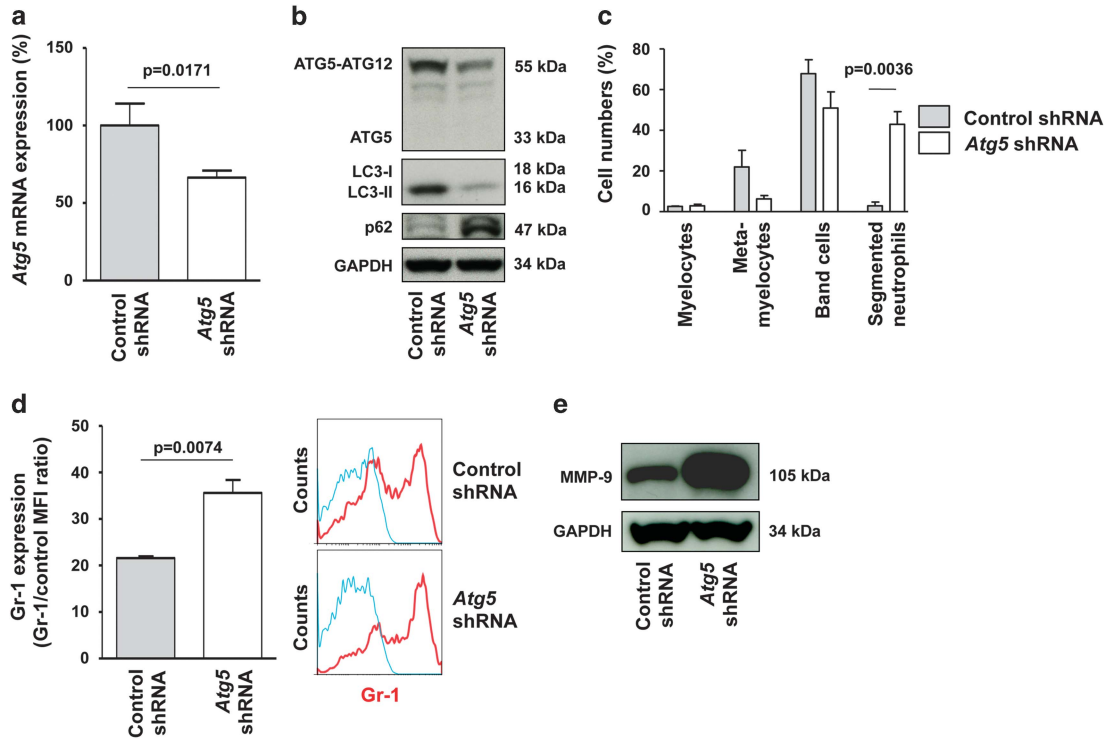 a
Atg5 mRNA expression (%)
150
100
50
0
p=0.0171
Control
shRNA
Atg5
shRNA
b
ATG5-ATG12
55 kDa
ATG5
33 kDa
LC3-I
18 kDa
LC3-II
16 kDa
p62
47 kDa
GAPDH
34 kDa
Control
shRNA
Atg5
shRNA
c
Cell numbers (%)
80
60
40
20
0
p=0.0036
Control shRNA
Atg5 shRNA
Myelocytes
Meta-
myelocytes
Band cells
Segmented
neutrophils
d
Gr-1 expression
(Gr-1/control MFI ratio)
50
40
30
20
10
0
p=0.0074
Control
shRNA
Atg5
shRNA
Counts
Control
shRNA
Counts
Atg5
shRNA
Gr-1
e
MMP-9
105 kDa
GAPDH
34 kDa
Control
shRNA
Atg5
shRNA